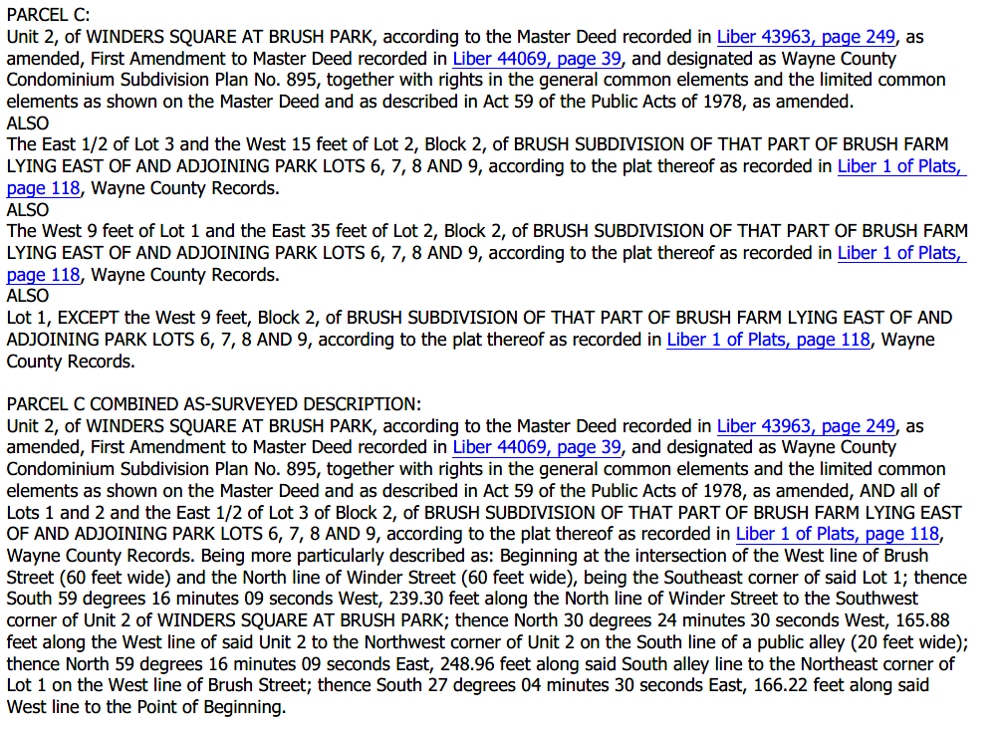 PARCEL C:
Unit 2, of WINDERS SQUARE AT BRUSH PARK, according to the Master Deed recorded in Liber 43963, page 249, as
amended, First Amendment to Master Deed recorded in Liber 44069, page 39, and designated as Wayne County
Condominium Subdivision Plan No. 895, together with rights in the general common elements and the limited common
elements as shown on the Master Deed and as described in Act 59 of the Public Acts of 1978, as amended.
ALSO
The East 1/2 of Lot 3 and the West 15 feet of Lot 2, Block 2, of BRUSH SUBDIVISION OF THAT PART OF BRUSH FARM
LYING EAST OF AND ADJOINING PARK LOTS 6, 7, 8 AND 9, according to the plat thereof as recorded in Liber 1 of Plats,
page 118, Wayne County Records.
ALSO
The West 9 feet of Lot 1 and the East 35 feet of Lot 2, Block 2, of BRUSH SUBDIVISION OF THAT PART OF BRUSH FARM
LYING EAST OF AND ADJOINING PARK LOTS 6, 7, 8 AND 9, according to the plat thereof as recorded in Liber 1 of Plats,
page 118, Wayne County Records.
ALSO
Lot 1, EXCEPT the West 9 feet, Block 2, of BRUSH SUBDIVISION OF THAT PART OF BRUSH FARM LYING EAST OF AND
ADJOINING PARK LOTS 6, 7, 8 AND 9, according to the plat thereof as recorded in Liber 1 of Plats, page 118, Wayne
County Records.
PARCEL C COMBINED AS-SURVEYED DESCRIPTION:
Unit 2, of WINDERS SQUARE AT BRUSH PARK, according to the Master Deed recorded in Liber 43963, page 249, as
amended, First Amendment to Master Deed recorded in Liber 44069, page 39, and designated as Wayne County
Condominium Subdivision Plan No. 895, together with rights in the general common elements and the limited common
elements as shown on the Master Deed and as described in Act 59 of the Public Acts of 1978, as amended, AND all of
Lots 1 and 2 and the East 1/2 of Lot 3 of Block 2, of BRUSH SUBDIVISION OF THAT PART OF BRUSH FARM LYING EAST
OF AND ADJOINING PARK LOTS 6, 7, 8 AND 9, according to the plat thereof as recorded in Liber 1 of Plats, page 118,
Wayne County Records. Being more particularly described as: Beginning at the intersection of the West line of Brush
Street (60 feet wide) and the North line of Winder Street (60 feet wide), being the Southeast corner of said Lot 1; thence
South 59 degrees 16 minutes 09 seconds West, 239.30 feet along the North line of Winder Street to the Southwest
corner of Unit 2 of WINDERS SQUARE AT BRUSH PARK; thence North 30 degrees 24 minutes 30 seconds West, 165.88
feet along the West line of said Unit 2 to the Northwest corner of Unit 2 on the South line of a public alley (20 feet wide);
thence North 59 degrees 16 minutes 09 seconds East, 248.96 feet along said South alley line to the Northeast corner of
Lot 1 on the West line of Brush Street; thence South 27 degrees 04 minutes 30 seconds East, 166.22 feet along said
West line to the Point of Beginning.